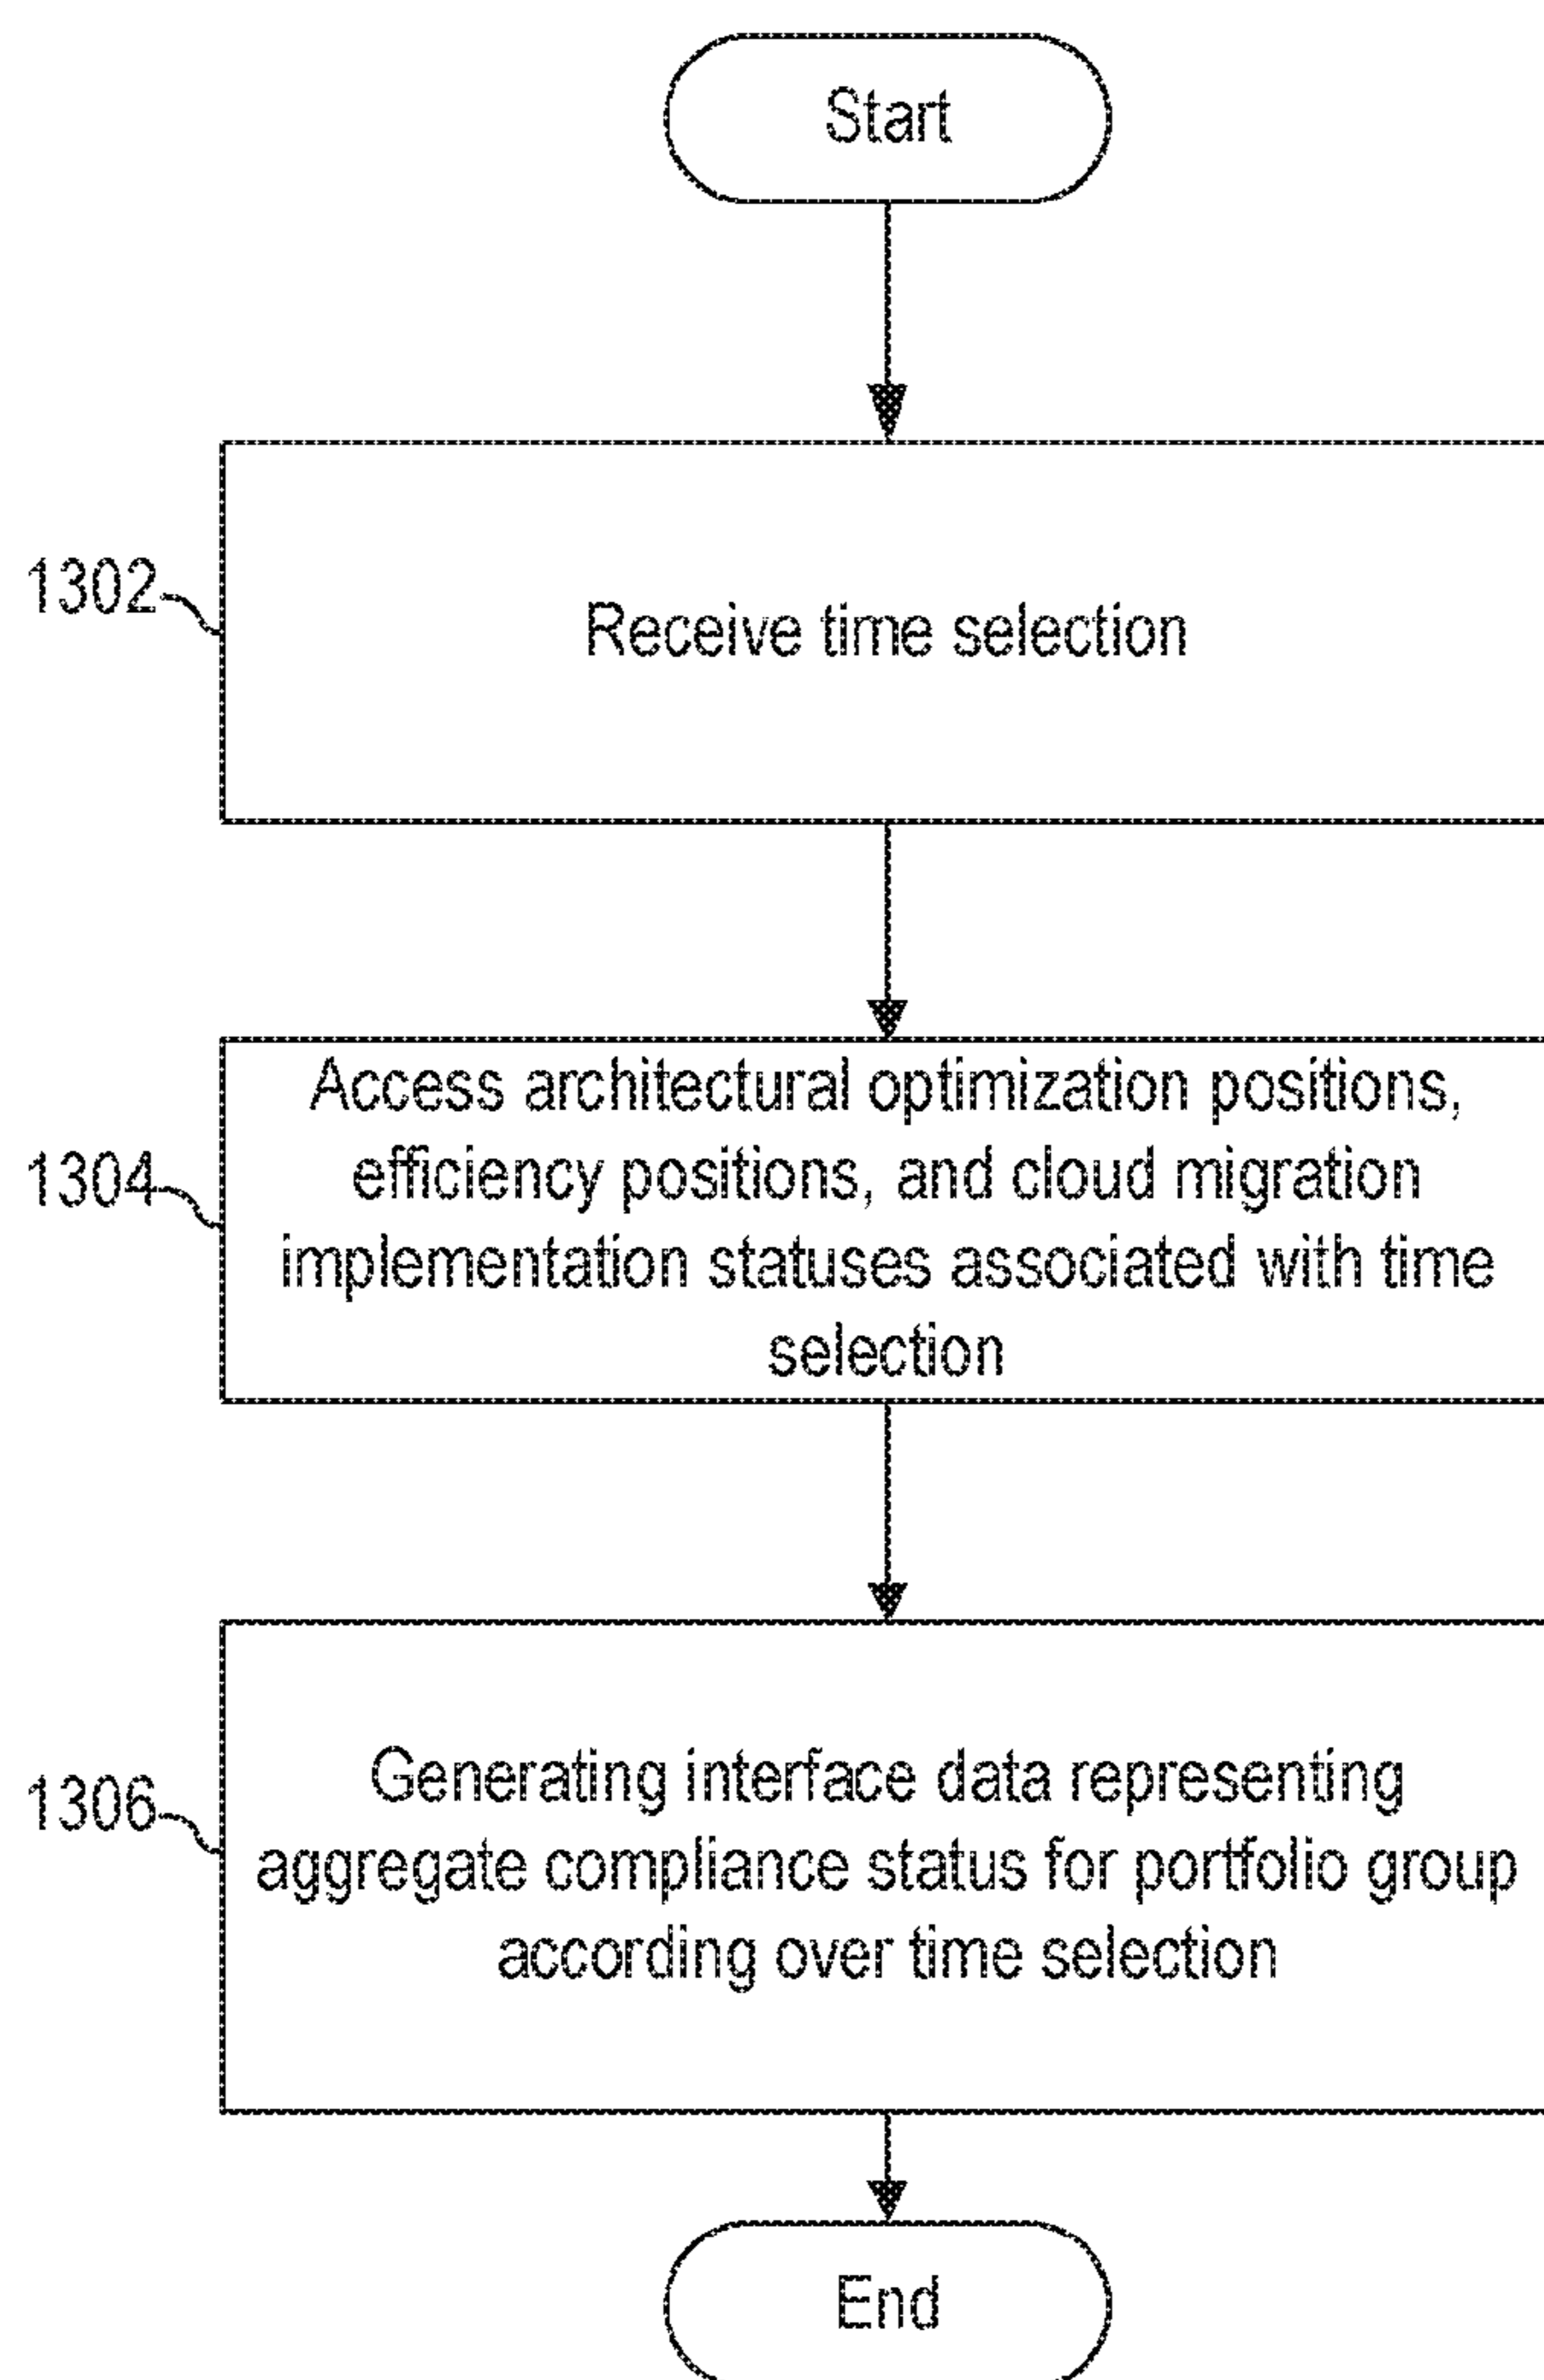 Start
1302
Receive time selection
1304
Access architectural optimization positions,
efficiency positions, and cloud migration
implementation statuses associated with time
selection
1306
Generating interface data representing
aggregate compliance status for portfolio group
according over time selection
End